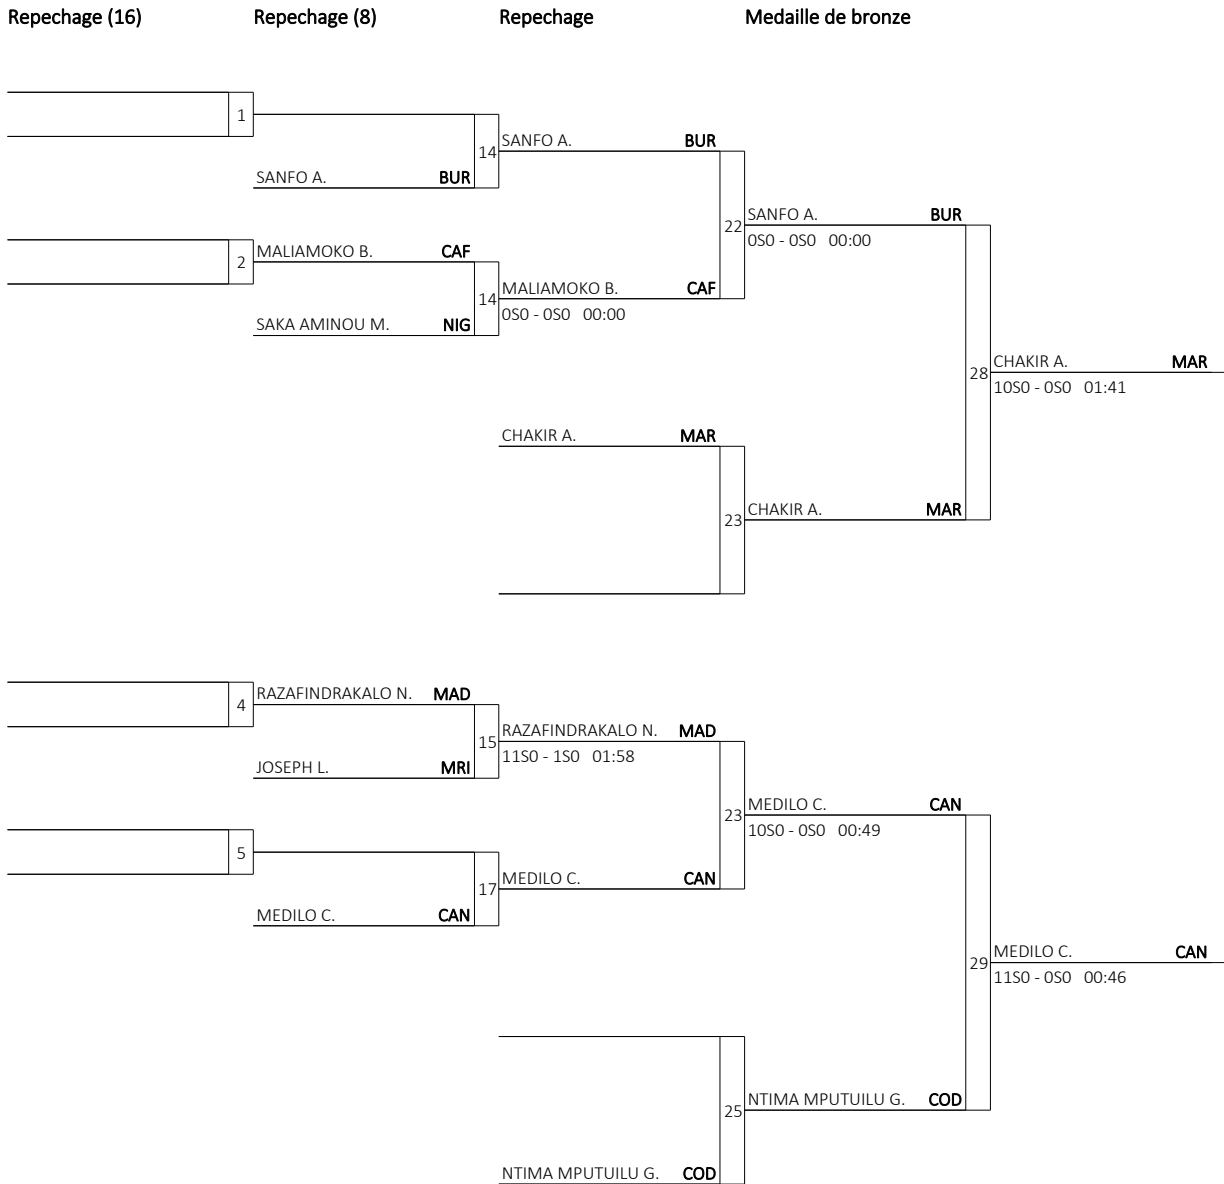 Repechage (16) Repechage (8) Repechage Medaille de bronze
1
SANFO A. BUR
14
SANFO A. BUR
22
SANFO A. BUR
0S0 - 0S0 00:00
2
MALIAMOKO B. CAF
14
MALIAMOKO B. CAF
0S0 - 0S0 00:00
SAKA AMINOU M. NIG
28
CHAKIR A. MAR
10S0 - 0S0 01:41
CHAKIR A. MAR
23
CHAKIR A. MAR
4
RAZAFINDRAKALO N. MAD
15
RAZAFINDRAKALO N. MAD
11S0 - 1S0 01:58
JOSEPH L. MRI
23
MEDILO C. CAN
10S0 - 0S0 00:49
5
17
MEDILO C. CAN
MEDILO C. CAN
29
MEDILO C. CAN
11S0 - 0S0 00:46
25
NTIMA MPUTUILU G. COD
NTIMA MPUTUILU G. COD